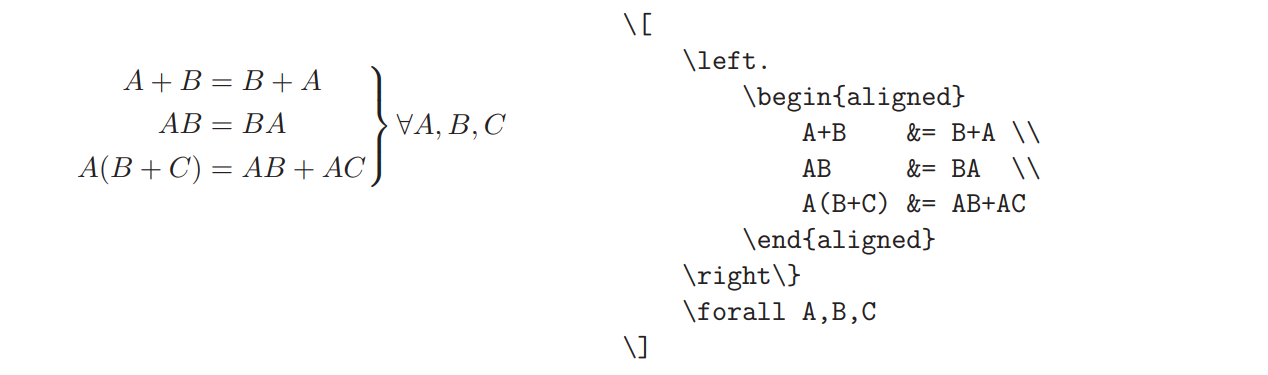 A + B = B + A
AB = BA
A(B + C) = AB + AC
∀A, B, C
\[
\left.
\begin{aligned}
A+B    &= B+A \\
AB     &= BA  \\
A(B+C) &= AB+AC
\end{aligned}
\right\}
\forall A,B,C
\]